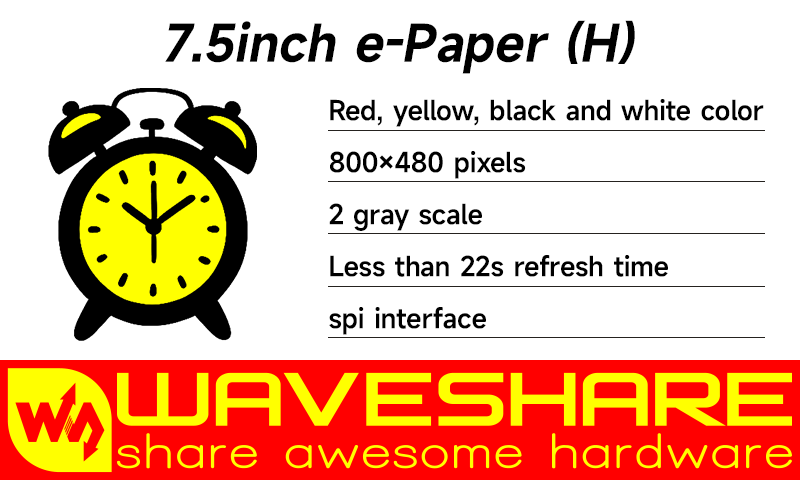 7.5inch e-Paper (H)
Red, yellow, black and white color
800×480 pixels
2 gray scale
Less than 22s refresh time
spi interface
WAVESHARE
share awesome hardware